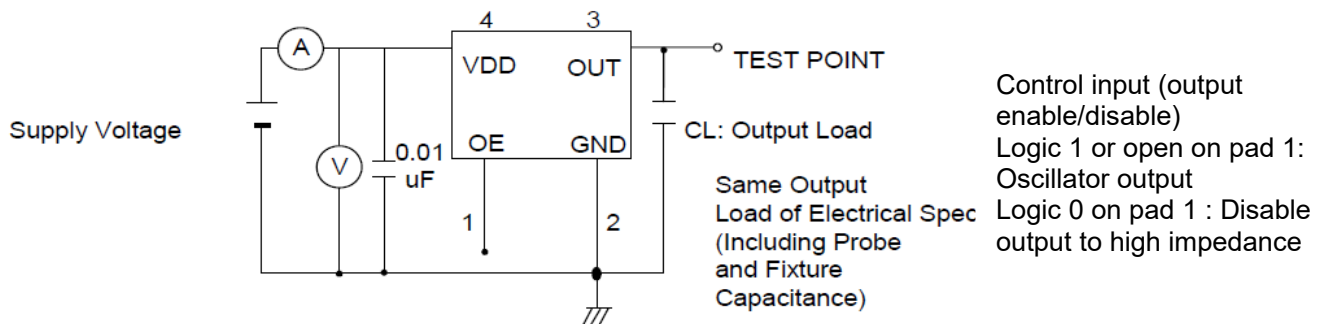 4
3
A
VDD
OUT
TEST POINT
Supply Voltage
V
0.01
uF
OE
GND
CL: Output Load
1
2
Same Output
Load of Electrical Spec
(Including Probe
and Fixture
Capacitance)
Control input (output
enable/disable)
Logic 1 or open on pad 1:
Oscillator output
Logic 0 on pad 1 : Disable
output to high impedance